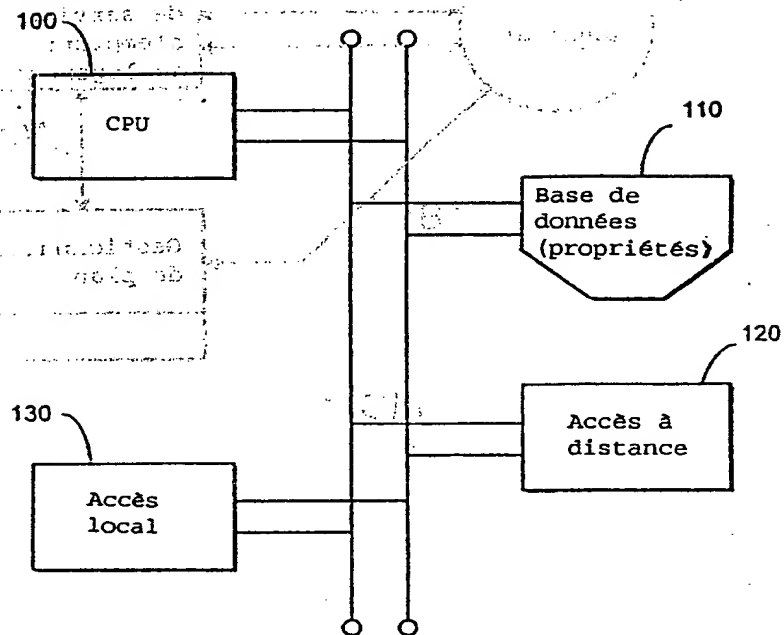 100
CPU
110
Base de
données
(propriétés)
120
Accès à
distance
130
Accès
local